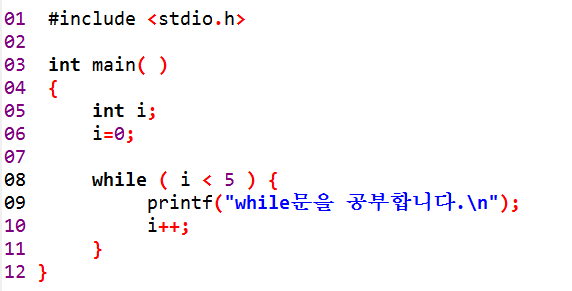 01 #include <stdio.h>
02
03 int main( )
04 {
05 int i;
06 i=0;
07
08 while ( i < 5 ) {
09 printf("while문을 공부합니다.\n");
10 i++;
11 }
12 }